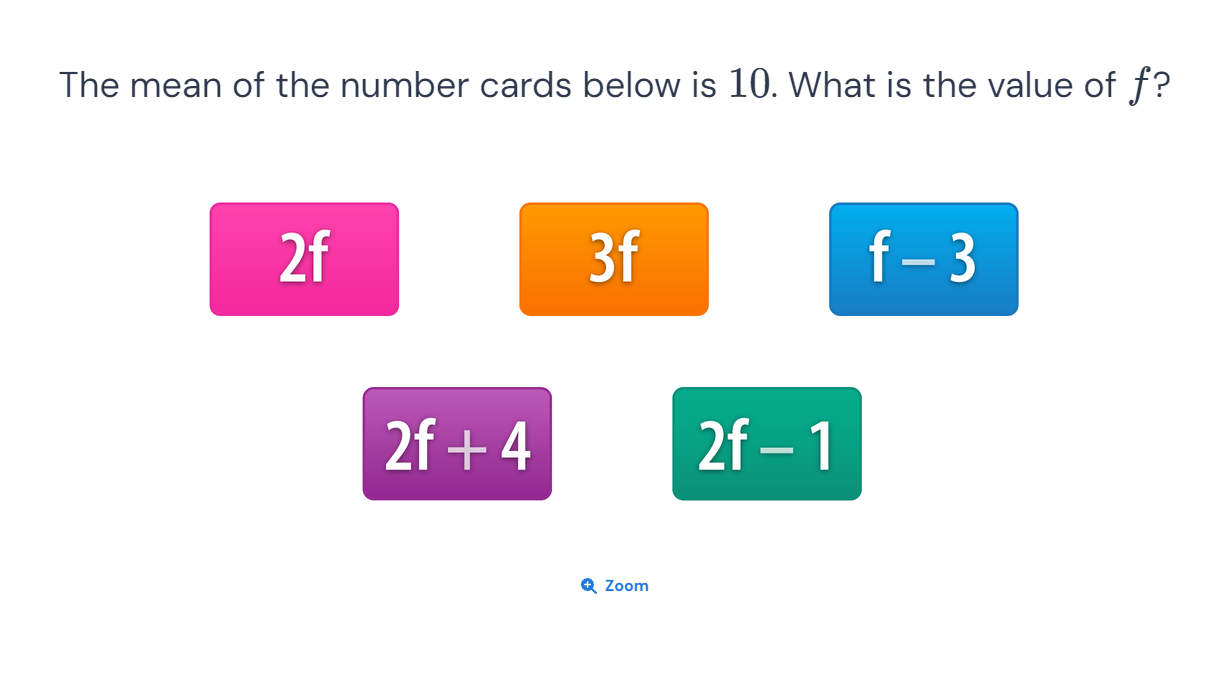 The mean of the number cards below is 10. What is the value of f?
2f
3f
f – 3
2f + 4
2f – 1
Zoom